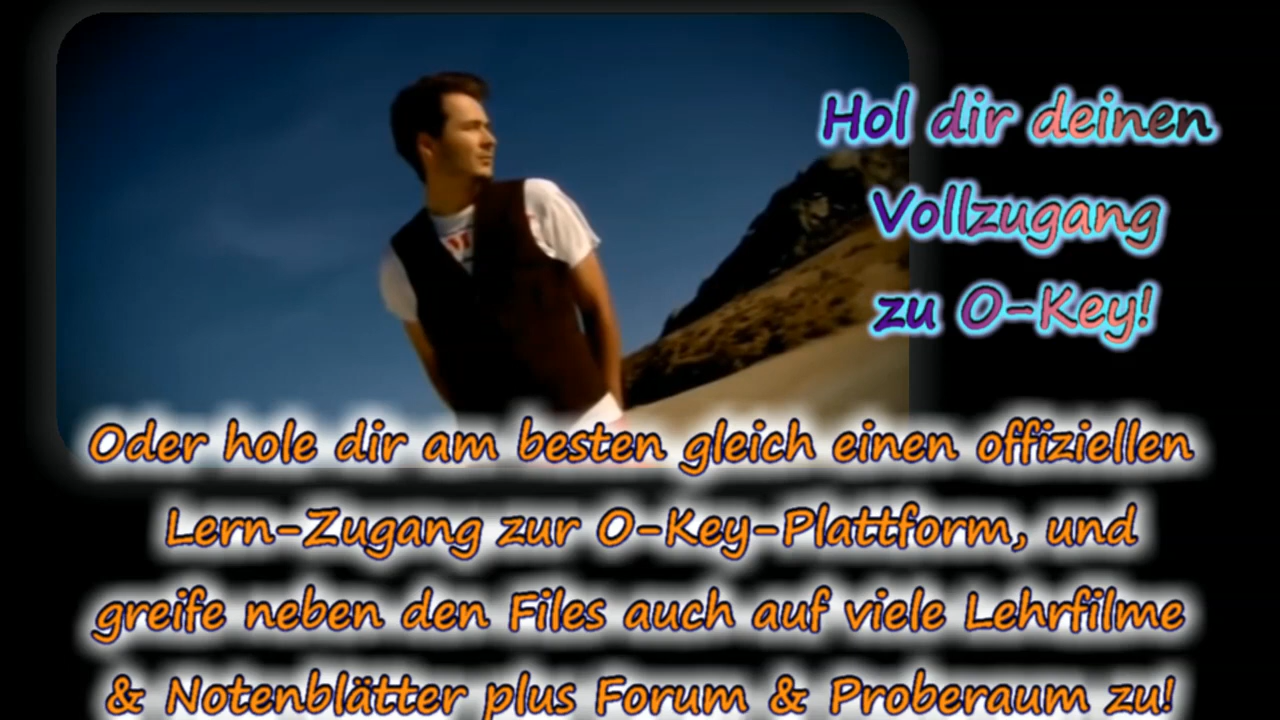 Hol dir deinen
Vollzugang
zu O-Key!
Oder hole dir am besten gleich einen offiziellen
Lern-Zugang zur O-Key-Plattform, und
greife neben den Files auch auf viele Lehrfilme
& Notenblätter plus Forum & Proberaum zu!